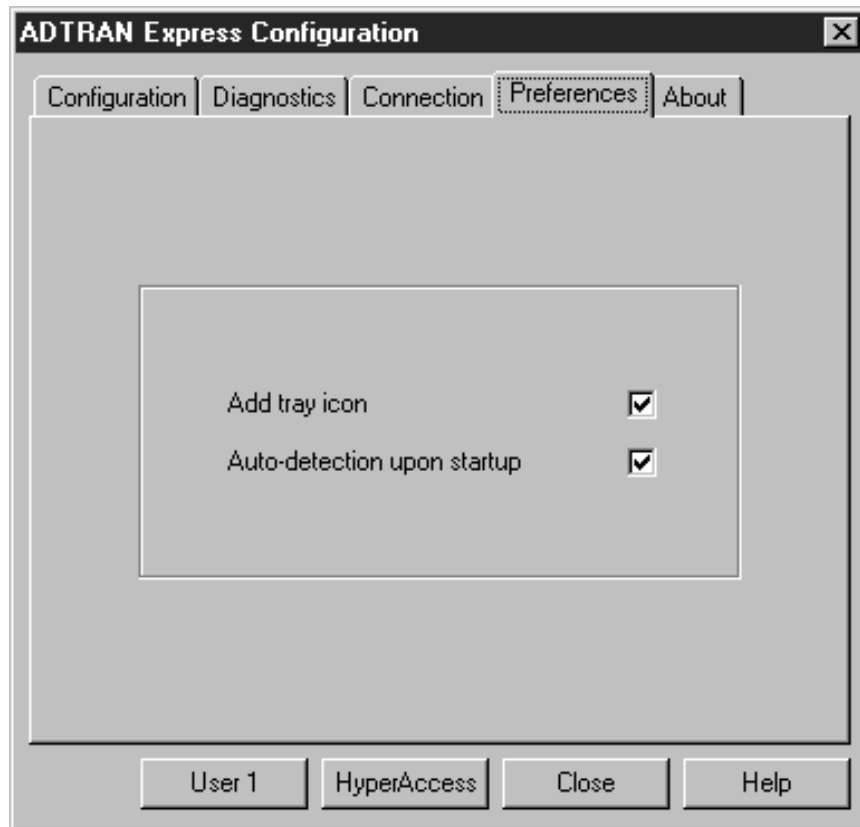 ADTRAN Express Configuration
Configuration Diagnostics Connection Preferences About
Add tray icon
Auto-detection upon startup
User 1 HyperAccess Close Help